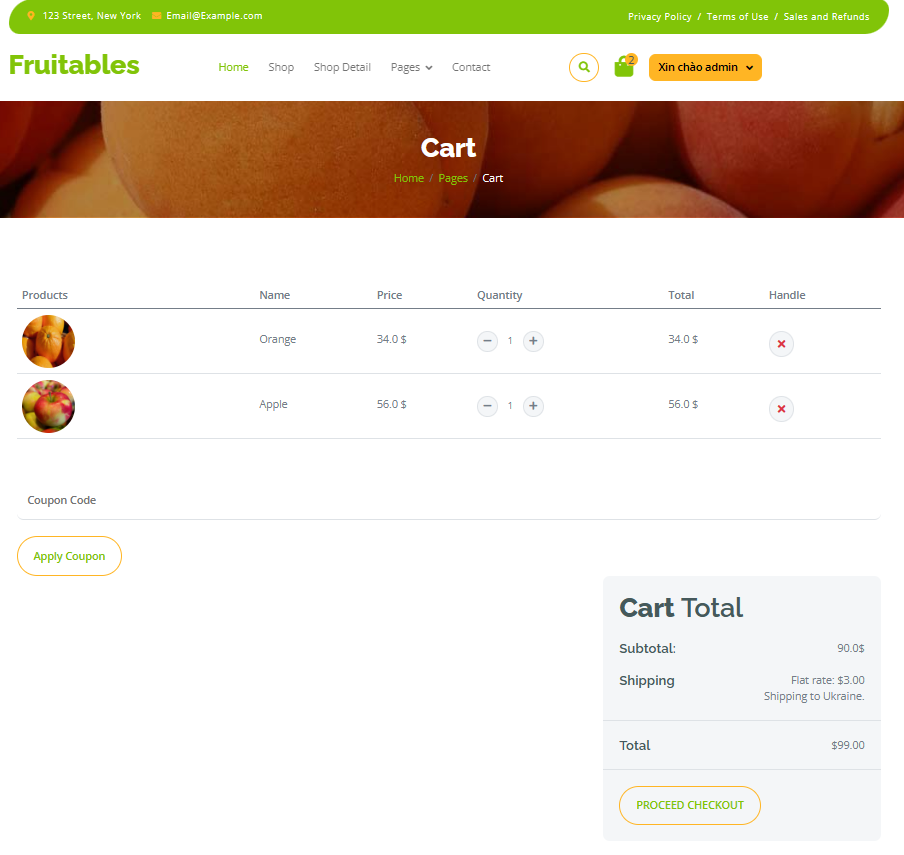 123 Street, New York Email@Example.com Privacy Policy / Terms of Use / Sales and Refunds
Fruitables Home Shop Shop Detail Pages Contact 2 Xin chào admin
Cart
Home / Pages / Cart
Products Name Price Quantity Total Handle
Orange 34.0 $ 1 34.0 $
Apple 56.0 $ 1 56.0 $
Coupon Code
Apply Coupon
Cart Total
Subtotal: 90.0$
Shipping Flat rate: $3.00
Shipping to Ukraine.
Total $99.00
PROCEED CHECKOUT